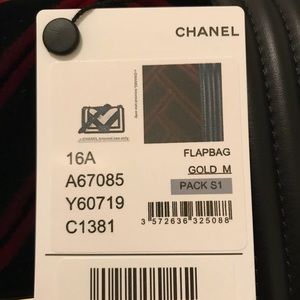 CHANEL
16A
A67085
Y60719
C1381
FLAPBAG
GOLD M
PACK S1
3 572636 325088